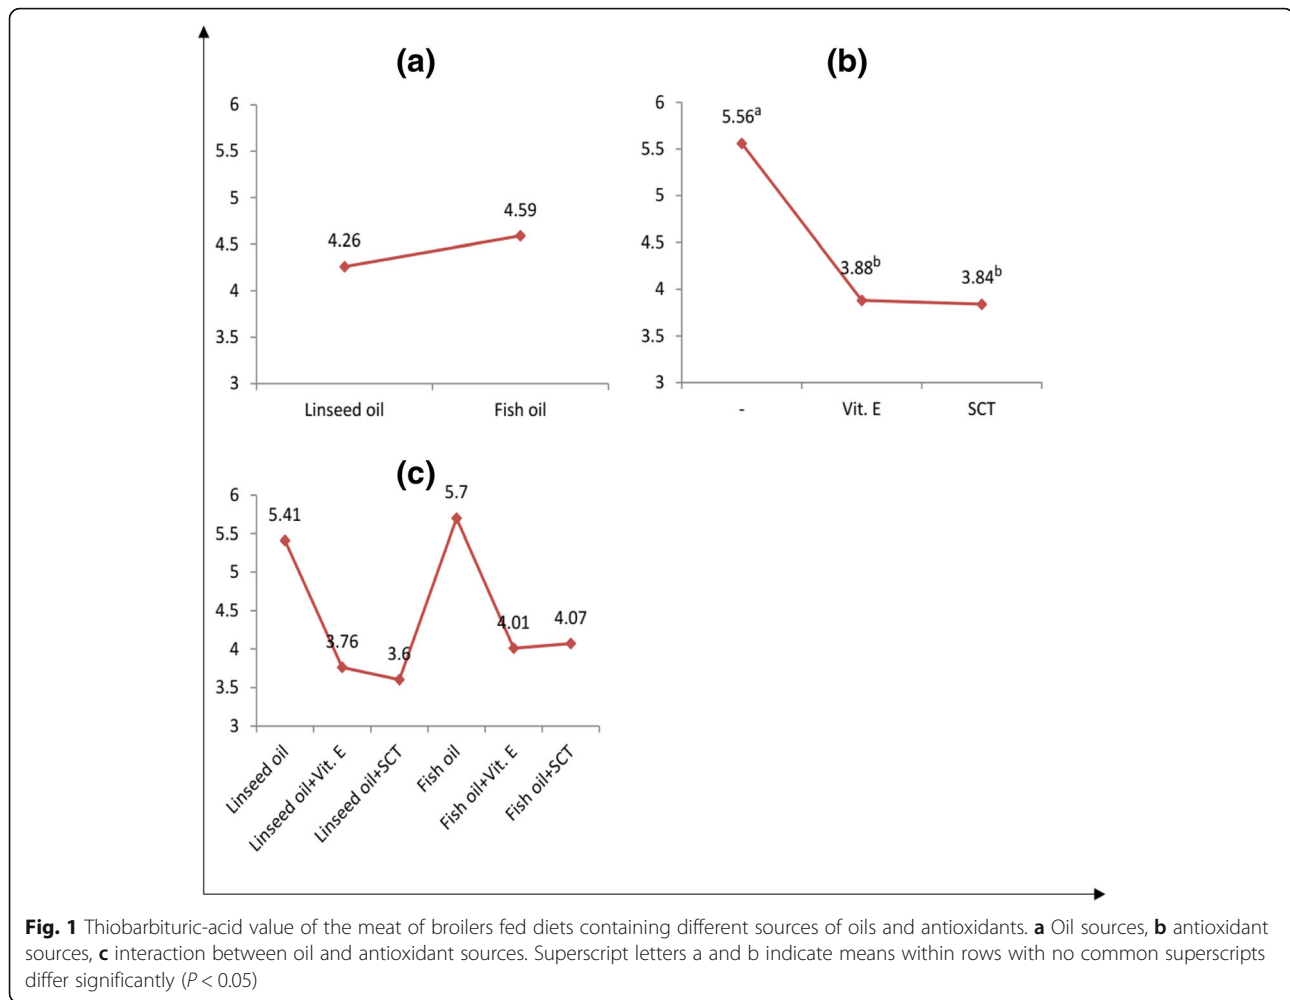 (a)
6
5.5
5
4.5
4
3.5
3
4.26
4.59
Linseed oil Fish oil
(b)
6
5.5
5
4.5
4
3.5
3
5.56a
3.88b
3.84b
- Vit. E SCT
(c)
6
5.5
5
4.5
4
3.5
3
5.41
3.76
3.6
5.7
4.01
4.07
Linseed oil
Linseed oil+Vit. E
Linseed oil+SCT
Fish oil
Fish oil+Vit. E
Fish oil+SCT
Fig. 1 Thiobarbituric-acid value of the meat of broilers fed diets containing different sources of oils and antioxidants. a Oil sources, b antioxidant
sources, c interaction between oil and antioxidant sources. Superscript letters a and b indicate means within rows with no common superscripts
differ significantly (P < 0.05)